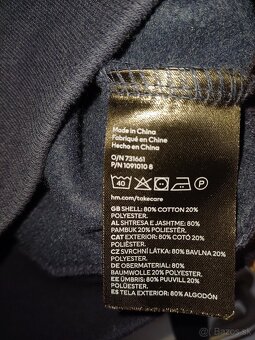 Made in China
Fabriqué en Chine
Hecho en China
O/N 731661
P/N 1091010 8
40
P
hm.com/takecare
GB SHELL: 80% COTTON 20%
POLYESTER.
AL SHTRESA E JASHTME: 80%
PAMBUK 20% POLIESTËR.
CAT EXTERIOR: 80% COTÓ 20%
POLIÈSTER.
CZ SVRCHNÍ LÁTKA: 80% BAVLNA 20%
POLYESTER.
DE OBERMATERIAL: 80%
BAUMWOLLE 20% POLYESTER.
EE ÜMBRIS: 80% PUUVILL 20%
POLÜESTER.
ES TELA EXTERIOR: 80% ALGODÓN
Bazos.sk